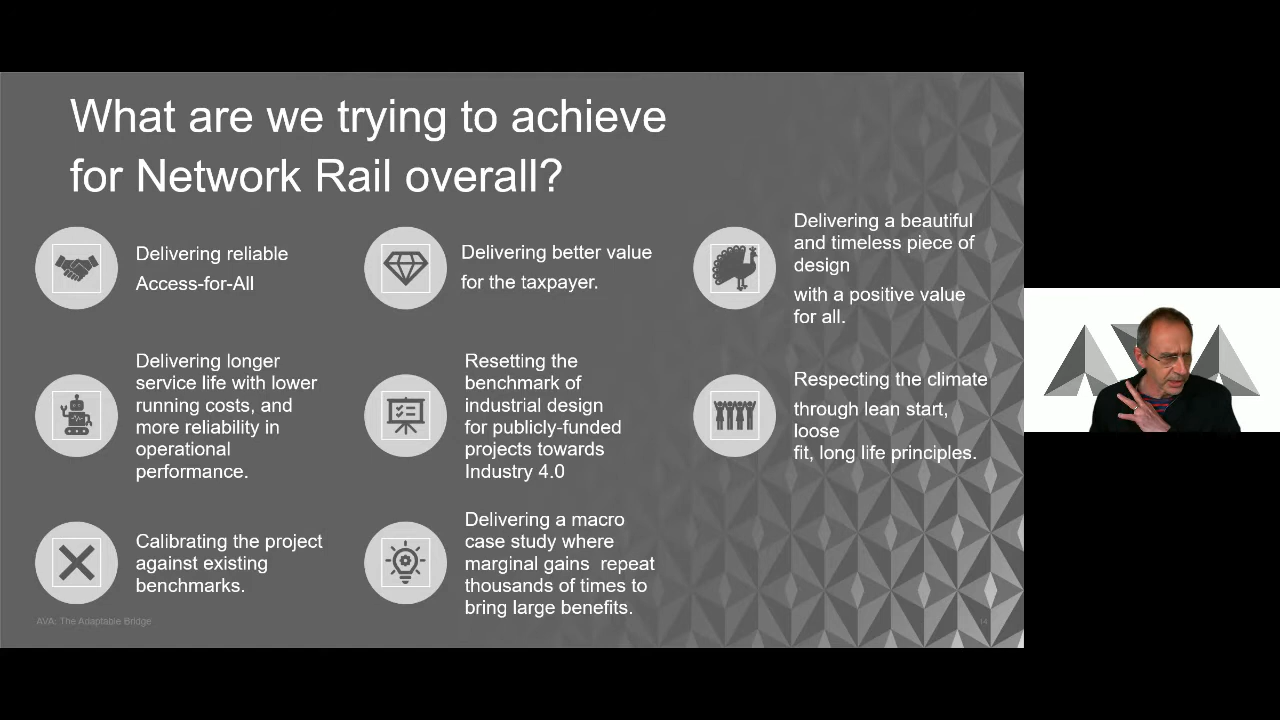 What are we trying to achieve
for Network Rail overall?
Delivering reliable
Access-for-All
Delivering better value
for the taxpayer.
Delivering a beautiful
and timeless piece of
design
with a positive value
for all.
Delivering longer
service life with lower
running costs, and
more reliability in
operational
performance.
Resetting the
benchmark of
industrial design
for publicly-funded
projects towards
Industry 4.0
Respecting the climate
through lean start,
loose
fit, long life principles.
Calibrating the project
against existing
benchmarks.
Delivering a macro
case study where
marginal gains  repeat
thousands of times to
bring large benefits.
AVA: The Adaptable Bridge
14